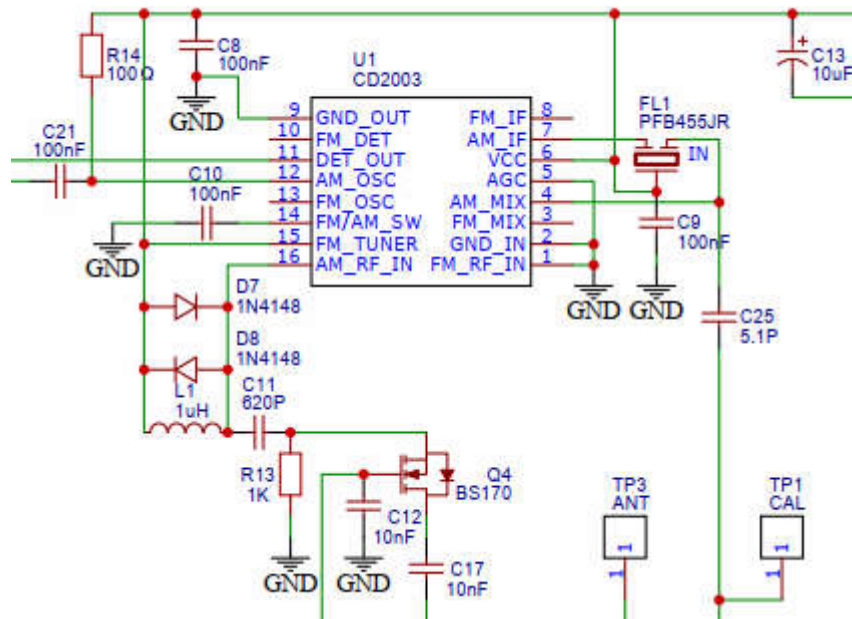 R14
100Ω
C8
100nF
GND
U1
CD2003
C13
10uF
FL1
PFB455JR
IN
C21
100nF
9 GND_OUT FM_IF 8
10 FM_DET AM_IF 7
11 DET_OUT VCC 6
12 AM_OSC AGC 5
13 FM_OSC AM_MIX 4
14 FM/AM_SW FM_MIX 3
15 FM_TUNER GND_IN 2
16 AM_RF_IN FM_RF_IN 1
C10
100nF
GND
C9
100nF
GND
GND
D7
1N4148
D8
1N4148
L1
1uH
C11
620P
C25
5.1P
R13
1K
GND
Q4
BS170
C12
10nF
GND
C17
10nF
TP3
ANT
1
1
TP1
CAL
1
1